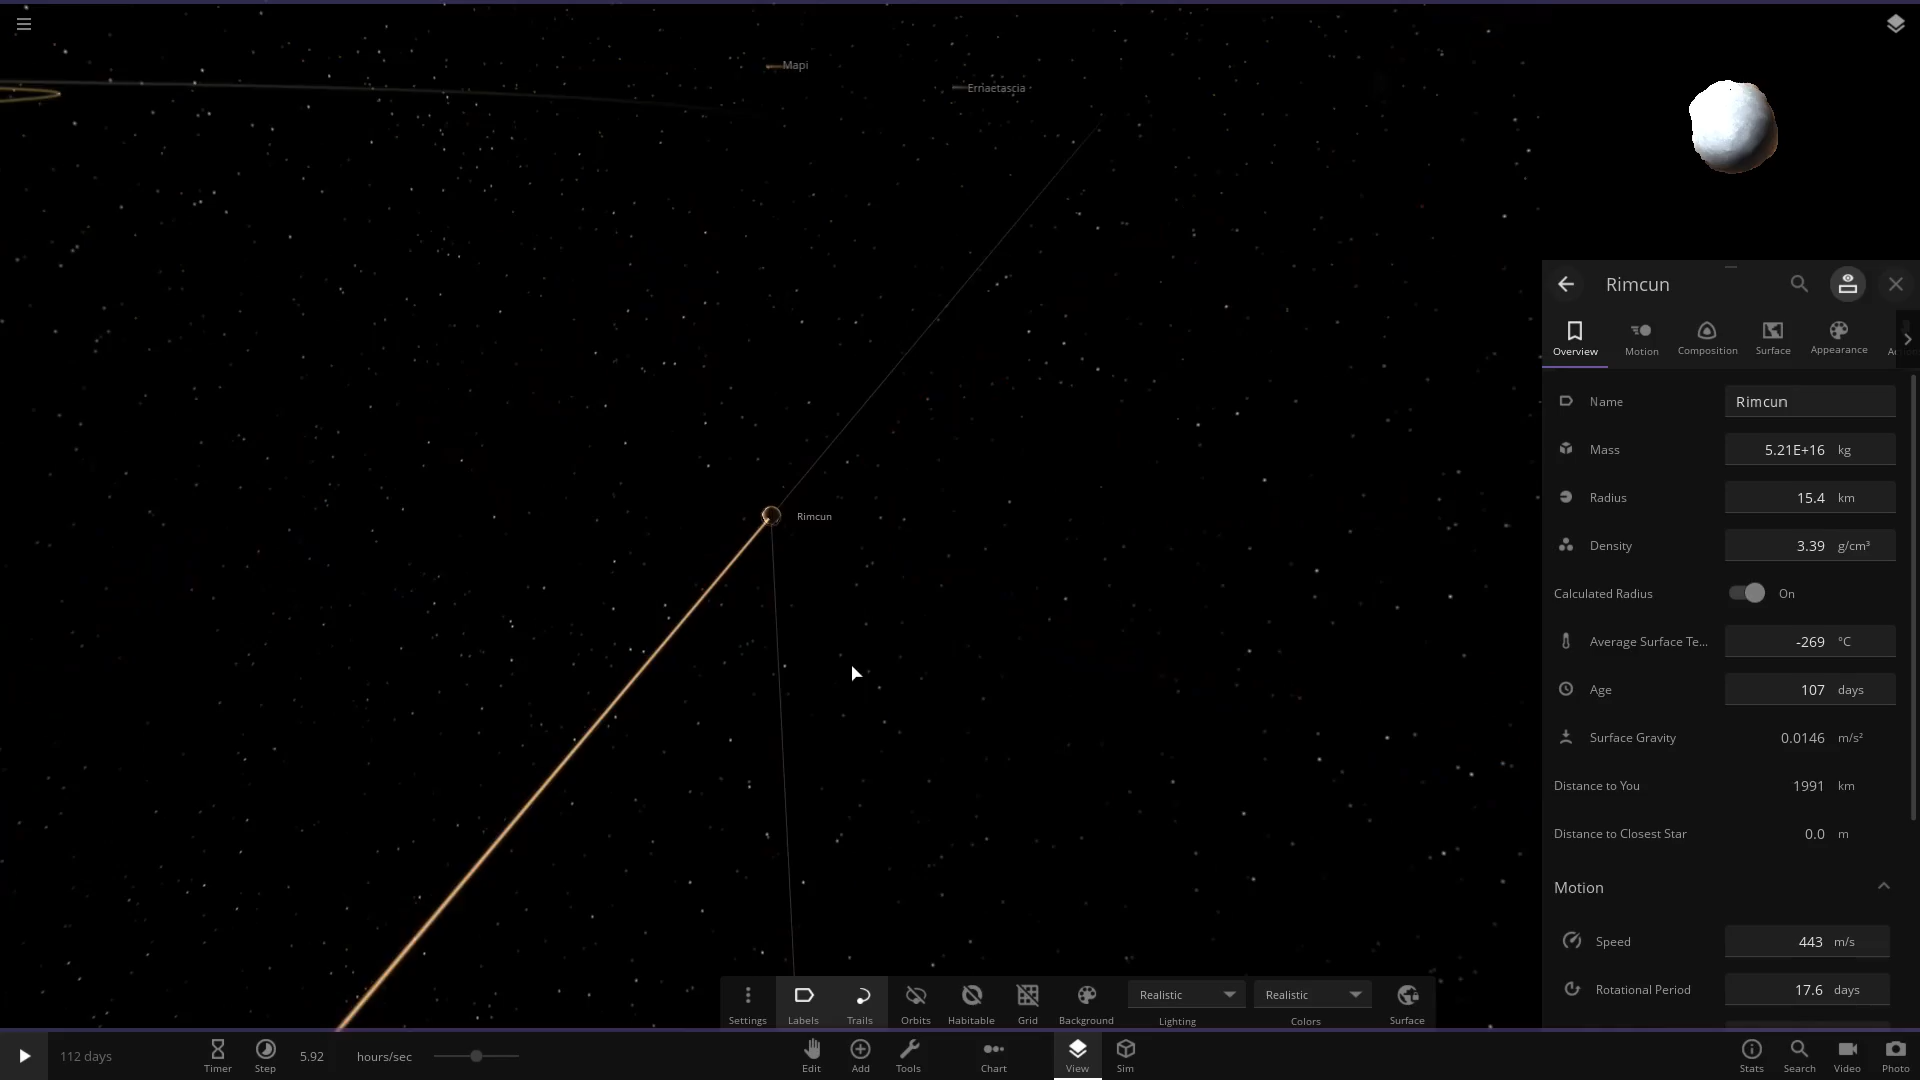 Mapi
Ernaetascia
Rimcun
Rimcun
Overview
Motion
Composition
Surface
Appearance
Name
Rimcun
Mass
5.21E+16 kg
Radius
15.4 km
Density
3.39 g/cm³
Calculated Radius
On
Average Surface Te...
-269 °C
Age
107 days
Surface Gravity
0.0146 m/s²
Distance to You
1991 km
Distance to Closest Star
0.0 m
Motion
Speed
443 m/s
Rotational Period
17.6 days
Settings
Labels
Trails
Orbits
Habitable
Grid
Background
Realistic
Lighting
Realistic
Colors
Surface
112 days
Timer
Step
5.92 hours/sec
Edit
Add
Tools
Chart
View
Sim
Stats
Search
Video
Photo